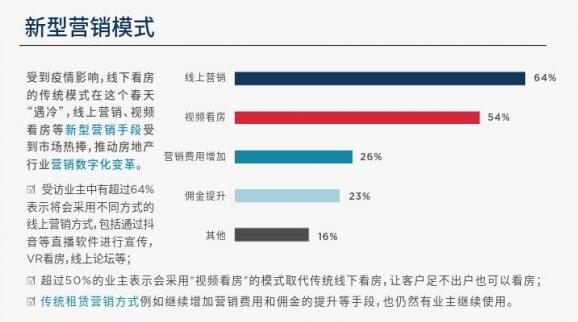 新型营销模式
受到疫情影响，线下看房
的传统模式在这个春天
“遇冷”，线上营销、视频
看房等新型营销手段受
到市场热捧，推动房地产
行业营销数字化变革。
☑ 受访业主中有超过64%
表示将会采用不同方式的
线上营销方式，包括通过抖
音等直播软件进行宣传，
VR看房，线上论坛等；
线上营销 64%
视频看房 54%
营销费用增加 26%
佣金提升 23%
其他 16%
☑ 超过50%的业主表示会采用“视频看房”的模式取代传统线下看房，让客户足不出户也可以看房；
☑ 传统租赁营销方式例如继续增加营销费用和佣金的提升等手段，也仍然有业主继续使用。